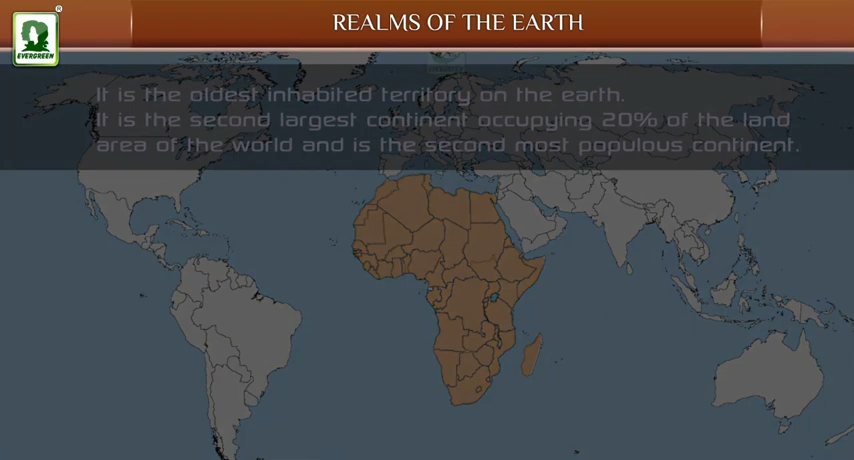 REALMS OF THE EARTH
EVERGREEN
It is the oldest inhabited territory on the earth.
It is the second largest continent occupying 20% of the land
area of the world and is the second most populous continent.